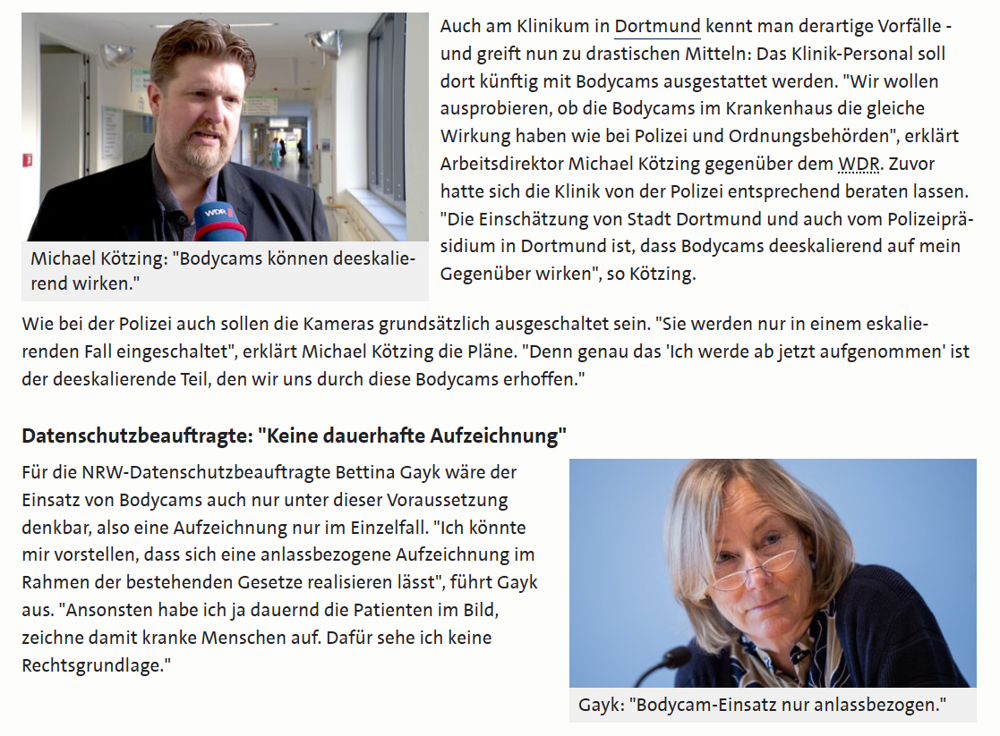 Auch am Klinikum in Dortmund kennt man derartige Vorfälle -
und greift nun zu drastischen Mitteln: Das Klinik-Personal soll
dort künftig mit Bodycams ausgestattet werden. "Wir wollen
ausprobieren, ob die Bodycams im Krankenhaus die gleiche
Wirkung haben wie bei Polizei und Ordnungsbehörden", erklärt
Arbeitsdirektor Michael Kötzing gegenüber dem WDR. Zuvor
hatte sich die Klinik von der Polizei entsprechend beraten lassen.
"Die Einschätzung von Stadt Dortmund und auch vom Polizeiprä-
sidium in Dortmund ist, dass Bodycams deeskalierend auf mein
Gegenüber wirken", so Kötzing.
WDR
Michael Kötzing: "Bodycams können deeskalie-
rend wirken."
Wie bei der Polizei auch sollen die Kameras grundsätzlich ausgeschaltet sein. "Sie werden nur in einem eskalie-
renden Fall eingeschaltet", erklärt Michael Kötzing die Pläne. "Denn genau das 'Ich werde ab jetzt aufgenommen' ist
der deeskalierende Teil, den wir uns durch diese Bodycams erhoffen."
Datenschutzbeauftragte: "Keine dauerhafte Aufzeichnung"
Für die NRW-Datenschutzbeauftragte Bettina Gayk wäre der
Einsatz von Bodycams auch nur unter dieser Voraussetzung
denkbar, also eine Aufzeichnung nur im Einzelfall. "Ich könnte
mir vorstellen, dass sich eine anlassbezogene Aufzeichnung im
Rahmen der bestehenden Gesetze realisieren lässt", führt Gayk
aus. "Ansonsten habe ich ja dauernd die Patienten im Bild,
zeichne damit kranke Menschen auf. Dafür sehe ich keine
Rechtsgrundlage."
Gayk: "Bodycam-Einsatz nur anlassbezogen."